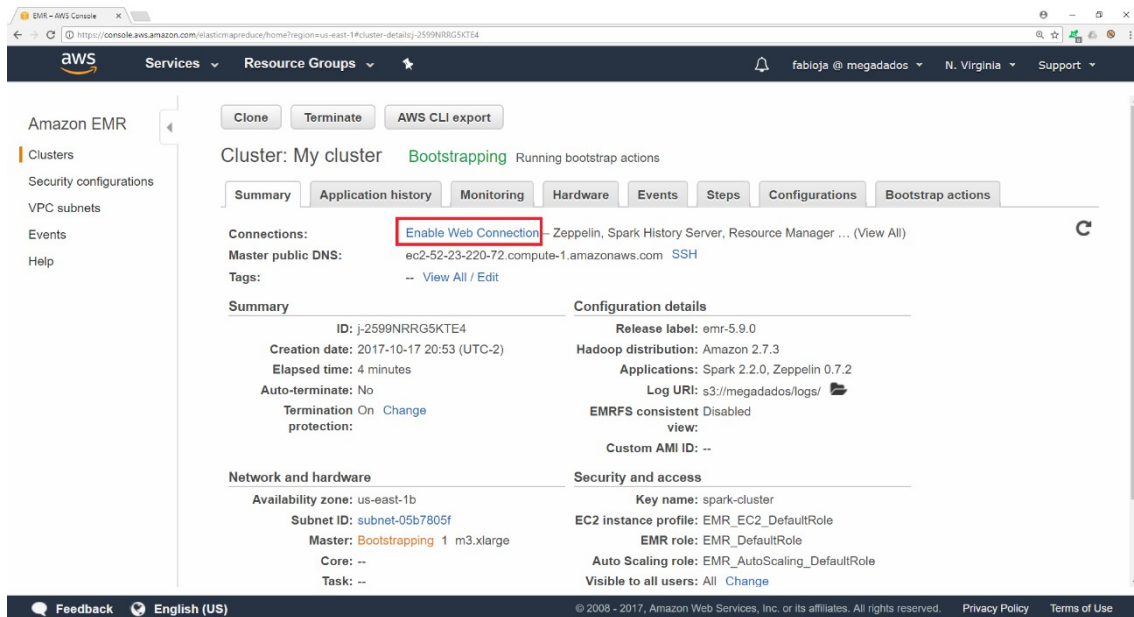 EMR – AWS Console
https://console.aws.amazon.com/elasticmapreduce/home?region=us-east-1#cluster-details:j-2599NRRG5KTE4
aws Services Resource Groups fabioja @ megadados N. Virginia Support
Amazon EMR
Clusters
Security configurations
VPC subnets
Events
Help
Clone Terminate AWS CLI export
Cluster: My cluster Bootstrapping Running bootstrap actions
Summary Application history Monitoring Hardware Events Steps Configurations Bootstrap actions
Connections: Enable Web Connection – Zeppelin, Spark History Server, Resource Manager ... (View All)
Master public DNS: ec2-52-23-220-72.compute-1.amazonaws.com SSH
Tags: -- View All / Edit
Summary
ID: j-2599NRRG5KTE4
Creation date: 2017-10-17 20:53 (UTC-2)
Elapsed time: 4 minutes
Auto-terminate: No
Termination On Change
protection:
Configuration details
Release label: emr-5.9.0
Hadoop distribution: Amazon 2.7.3
Applications: Spark 2.2.0, Zeppelin 0.7.2
Log URI: s3://megadados/logs/
EMRFS consistent Disabled
view:
Custom AMI ID: --
Network and hardware
Availability zone: us-east-1b
Subnet ID: subnet-05b7805f
Master: Bootstrapping 1 m3.xlarge
Core: --
Task: --
Security and access
Key name: spark-cluster
EC2 instance profile: EMR_EC2_DefaultRole
EMR role: EMR_DefaultRole
Auto Scaling role: EMR_AutoScaling_DefaultRole
Visible to all users: All Change
Feedback English (US) © 2008 - 2017, Amazon Web Services, Inc. or its affiliates. All rights reserved. Privacy Policy Terms of Use